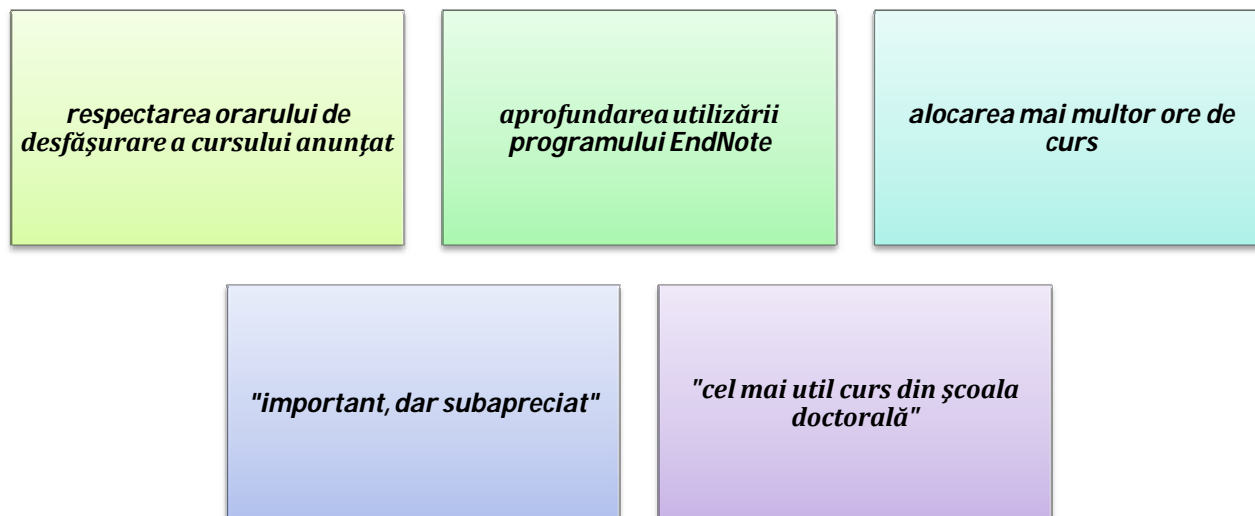 respectarea orarului de
desfăşurare a cursului anunţat
aprofundarea utilizării
programului EndNote
alocarea mai multor ore de
curs
"important, dar subapreciat"
"cel mai util curs din şcoala
doctorală"